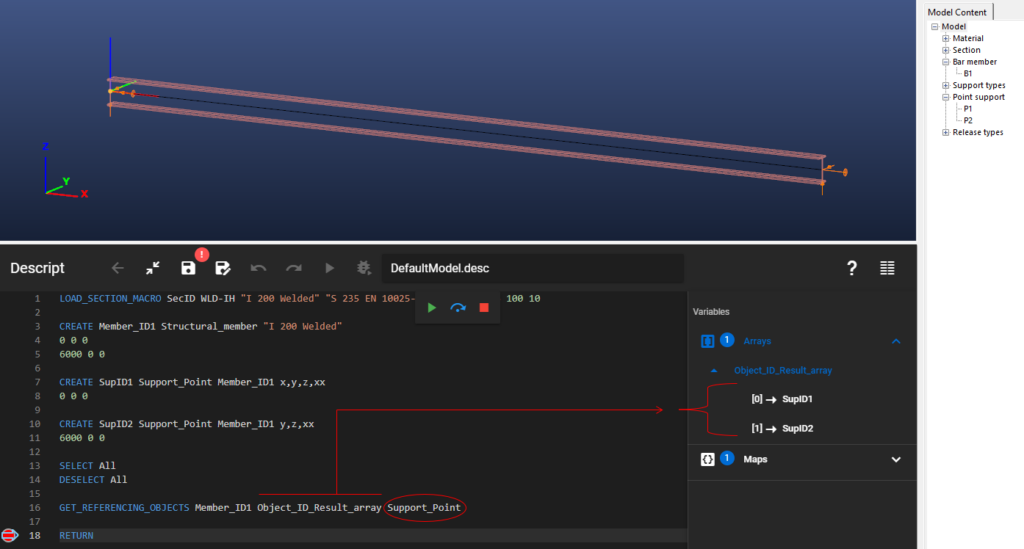 Model Content
Model
Material
Section
Bar member
B1
Support types
Point support
P1
P2
Release types
Z
Y
X
Descript
!
DefaultModel.desc
?
1 LOAD_SECTION_MACRO SecID WLD-IH "I 200 Welded" "S 235 EN 10025- 100 10
2
3 CREATE Member_ID1 Structural_member "I 200 Welded"
4 0 0 0
5 6000 0 0
6
7 CREATE SupID1 Support_Point Member_ID1 x,y,z,xx
8 0 0 0
9
10 CREATE SupID2 Support_Point Member_ID1 y,z,xx
11 6000 0 0
12
13 SELECT All
14 DESELECT All
15
16 GET_REFERENCING_OBJECTS Member_ID1 Object_ID_Result_array Support_Point
17
18 RETURN
Variables
[] 1 Arrays
Object_ID_Result_array
[0] → SupID1
[1] → SupID2
{} 1 Maps